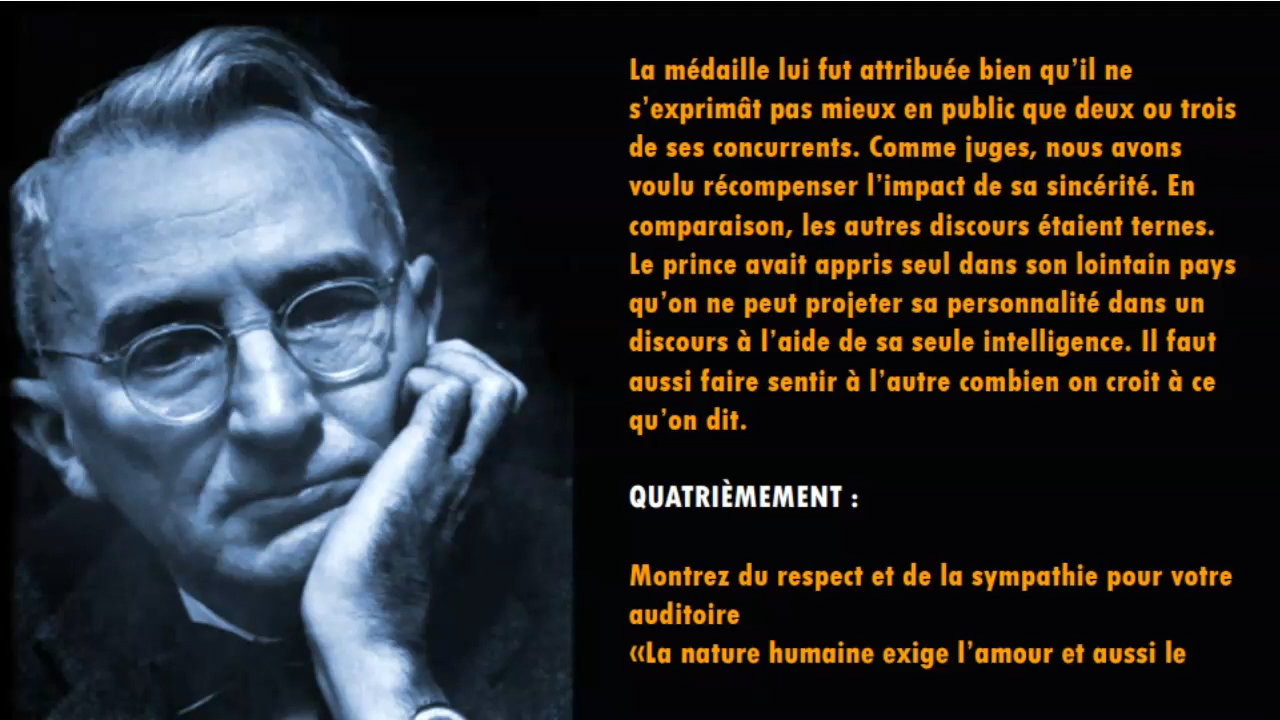 La médaille lui fut attribuée bien qu’il ne
s’exprimât pas mieux en public que deux ou trois
de ses concurrents. Comme juges, nous avons
voulu récompenser l’impact de sa sincérité. En
comparaison, les autres discours étaient ternes.
Le prince avait appris seul dans son lointain pays
qu’on ne peut projeter sa personnalité dans un
discours à l’aide de sa seule intelligence. Il faut
aussi faire sentir à l’autre combien on croit à ce
qu’on dit.
QUATRIÈMEMENT :
Montrez du respect et de la sympathie pour votre
auditoire
«La nature humaine exige l’amour et aussi le